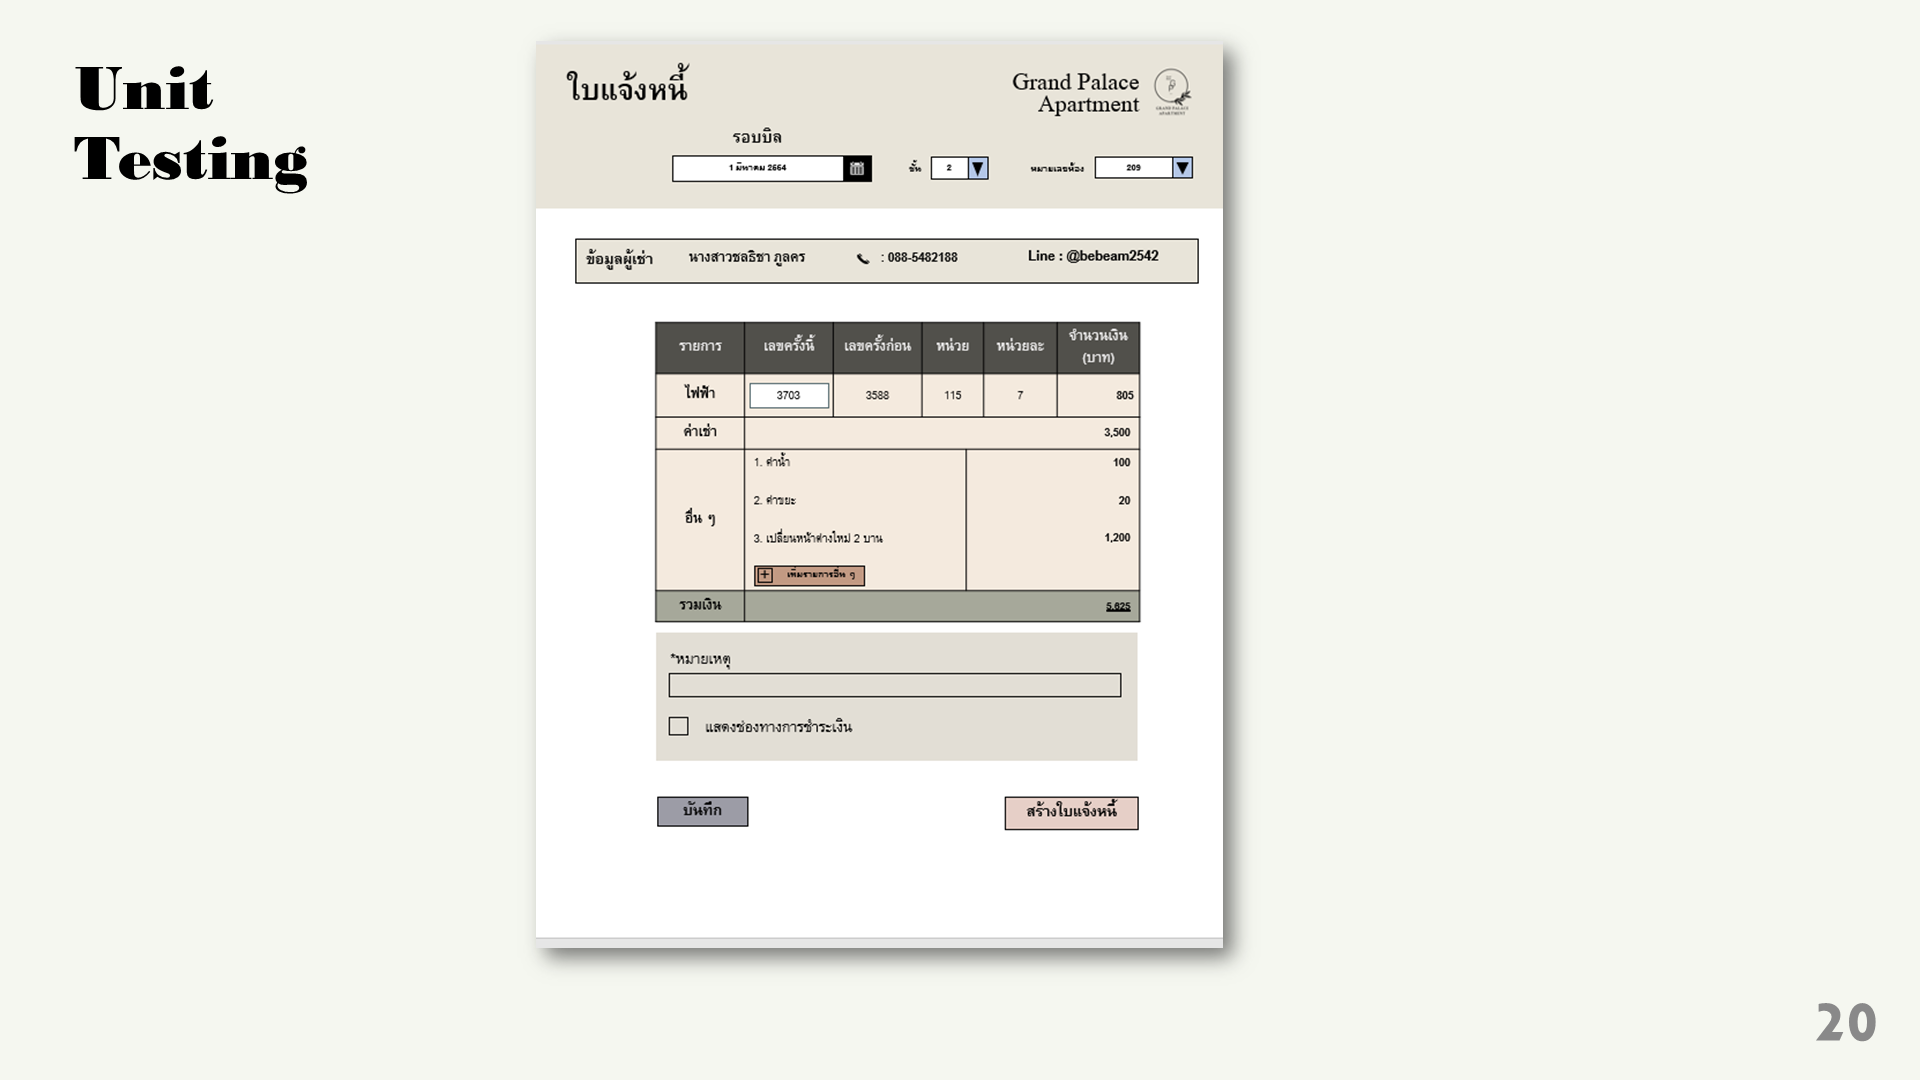 Unit
Testing
ใบแจ้งหนี้
Grand Palace
Apartment
GRAND PALACE
APARTMENT
รอบบิล
1 มีนาคม 2564
ชั้น
2
หมายเลขห้อง
209
ข้อมูลผู้เช่า นางสาวชลธิชา ภูลคร : 088-5482188 Line : @bebeam2542
รายการ เลขครั้งนี้ เลขครั้งก่อน หน่วย หน่วยละ จำนวนเงิน
(บาท)
ไฟฟ้า 3703 3588 115 7 805
ค่าเช่า 3,500
อื่น ๆ
1. ค่าน้ำ 100
2. ค่าขยะ 20
3. เปลี่ยนหน้าต่างใหม่ 2 บาน 1,200
เพิ่มรายการอื่น ๆ
รวมเงิน 5,625
*หมายเหตุ
แสดงช่องทางการชำระเงิน
บันทึก
สร้างใบแจ้งหนี้
20